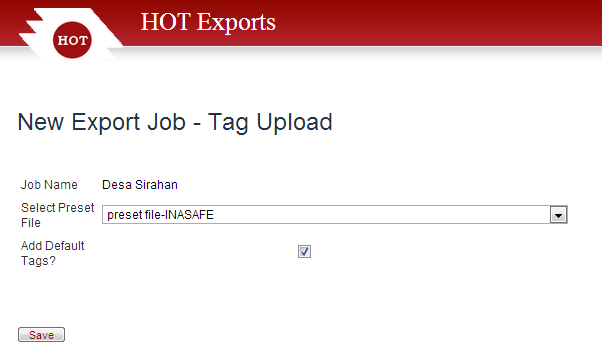 HOT
HOT Exports
New Export Job - Tag Upload
Job Name Desa Sirahan
Select Preset
File
preset file-INASAFE
Add Default
Tags?
Save